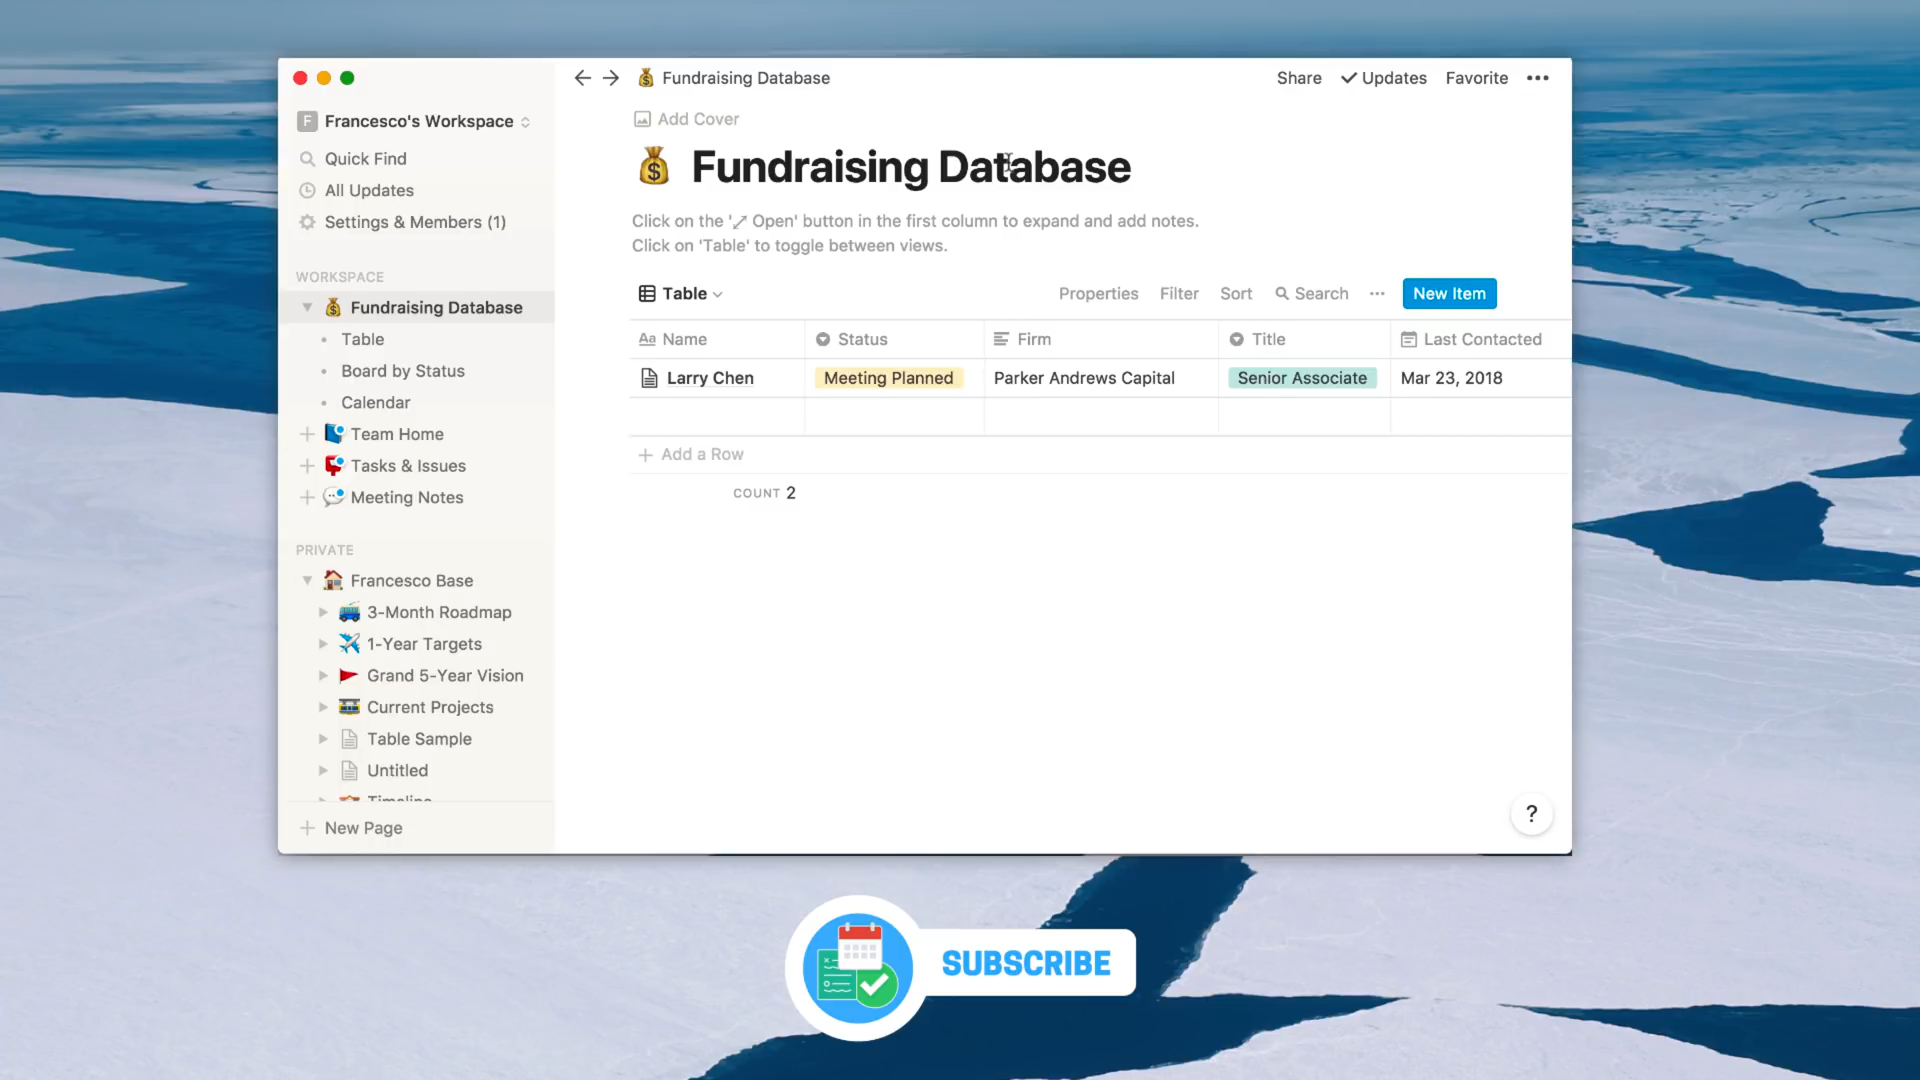 Fundraising Database
Share
Updates
Favorite
F
Francesco's Workspace
Quick Find
All Updates
Settings & Members (1)
WORKSPACE
Fundraising Database
Table
Board by Status
Calendar
Team Home
Tasks & Issues
Meeting Notes
PRIVATE
Francesco Base
3-Month Roadmap
1-Year Targets
Grand 5-Year Vision
Current Projects
Table Sample
Untitled
Timeline
New Page
Add Cover
Fundraising Database
Click on the '⤢ Open' button in the first column to expand and add notes.
Click on 'Table' to toggle between views.
Table
Properties
Filter
Sort
Search
New Item
Aa Name
Status
Firm
Title
Last Contacted
Larry Chen
Meeting Planned
Parker Andrews Capital
Senior Associate
Mar 23, 2018
Add a Row
COUNT 2
?
SUBSCRIBE